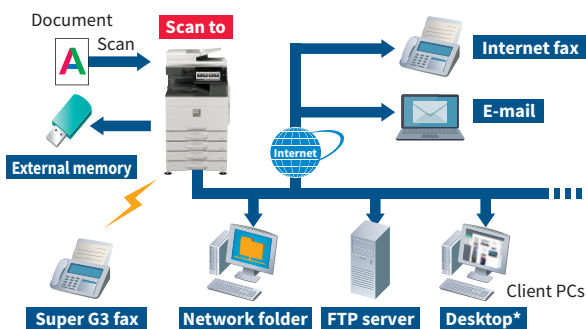 Document
Scan
A
Scan to
Internet fax
E-mail
Internet
External memory
Client PCs
Super G3 fax
Network folder
FTP server
Desktop*